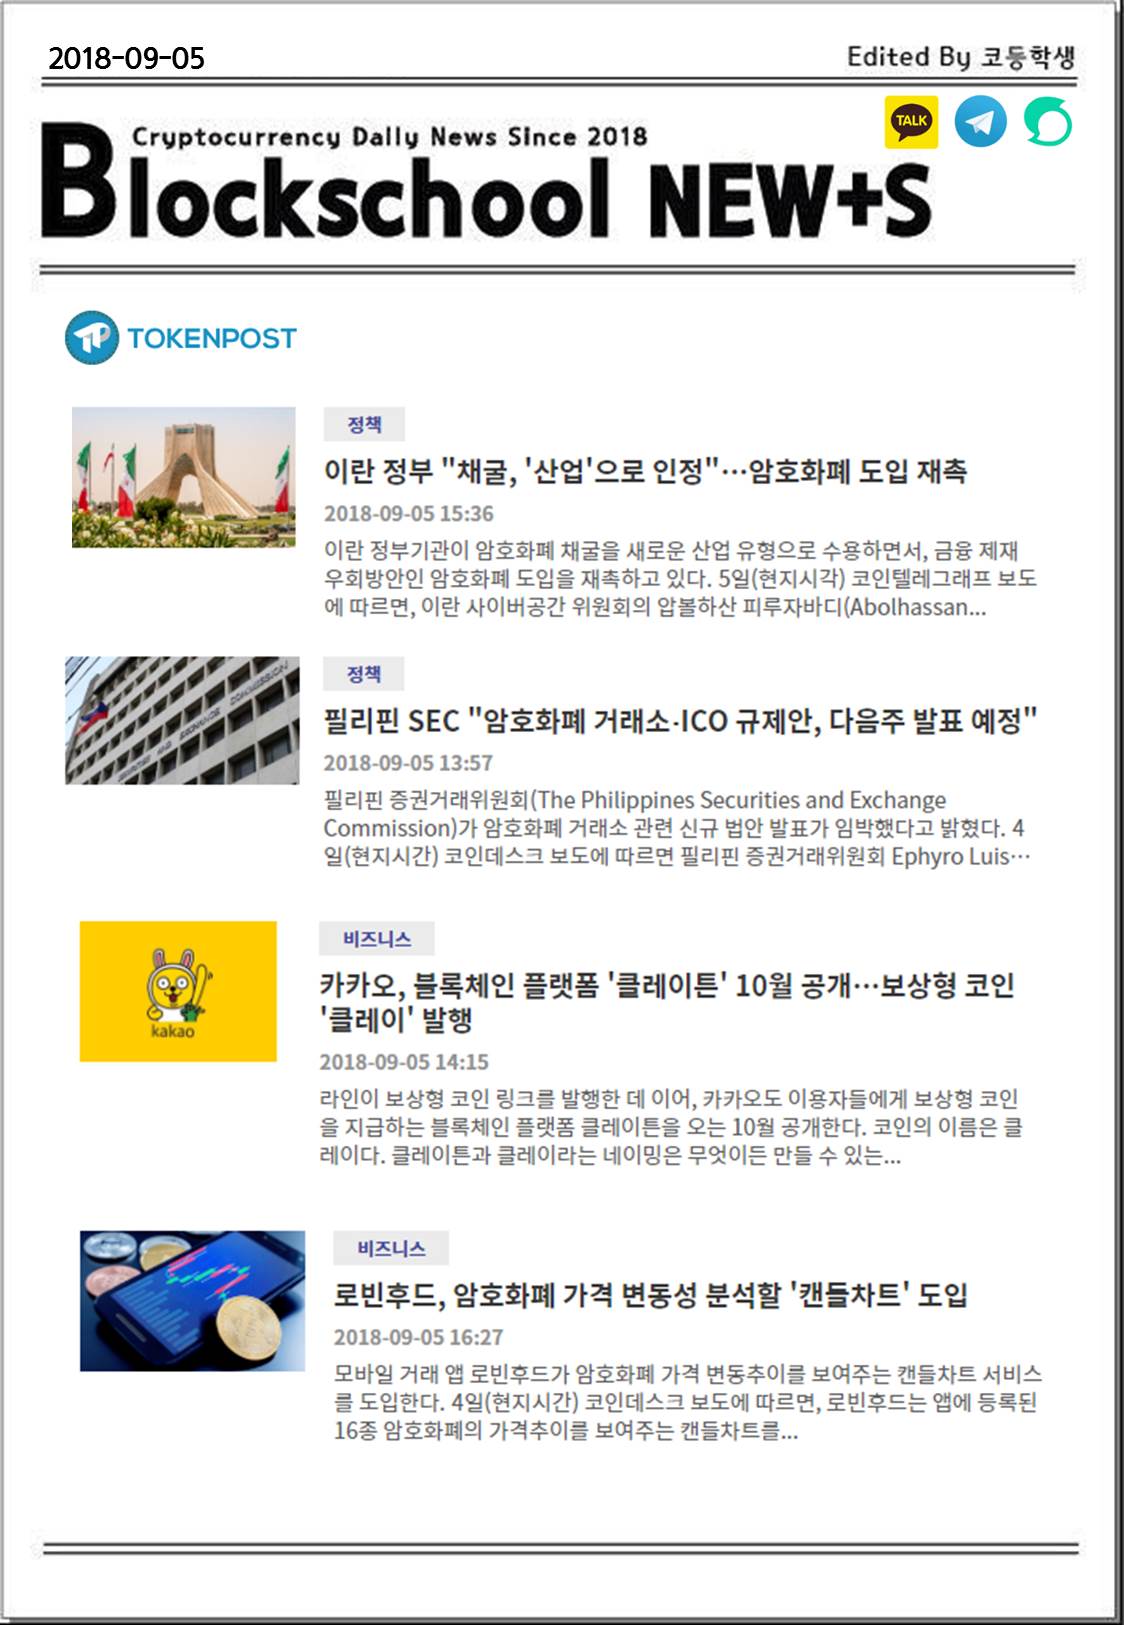 2018-09-05
Edited By 코등학생
TALK
Cryptocurrency Daily News Since 2018
Blockschool NEW+S
TOKENPOST
정책
이란 정부 "채굴, '산업'으로 인정"…암호화폐 도입 재촉
2018-09-05 15:36
이란 정부기관이 암호화폐 채굴을 새로운 산업 유형으로 수용하면서, 금융 제재
우회방안인 암호화폐 도입을 재촉하고 있다. 5일(현지시각) 코인텔레그래프 보도
에 따르면, 이란 사이버공간 위원회의 압볼하산 피루자바디(Abolhassan...
SECURITIES AND EXCHANGE COMMISSION
정책
필리핀 SEC "암호화폐 거래소·ICO 규제안, 다음주 발표 예정"
2018-09-05 13:57
필리핀 증권거래위원회(The Philippines Securities and Exchange
Commission)가 암호화폐 거래소 관련 신규 법안 발표가 임박했다고 밝혔다. 4
일(현지시간) 코인데스크 보도에 따르면 필리핀 증권거래위원회 Ephyro Luis…
kakao
비즈니스
카카오, 블록체인 플랫폼 '클레이튼' 10월 공개…보상형 코인
'클레이' 발행
2018-09-05 14:15
라인이 보상형 코인 링크를 발행한 데 이어, 카카오도 이용자들에게 보상형 코인
을 지급하는 블록체인 플랫폼 클레이튼을 오는 10월 공개한다. 코인의 이름은 클
레이다. 클레이튼과 클레이라는 네이밍은 무엇이든 만들 수 있는...
비즈니스
로빈후드, 암호화폐 가격 변동성 분석할 '캔들차트' 도입
2018-09-05 16:27
모바일 거래 앱 로빈후드가 암호화폐 가격 변동추이를 보여주는 캔들차트 서비스
를 도입한다. 4일(현지시간) 코인데스크 보도에 따르면, 로빈후드는 앱에 등록된
16종 암호화폐의 가격추이를 보여주는 캔들차트를...